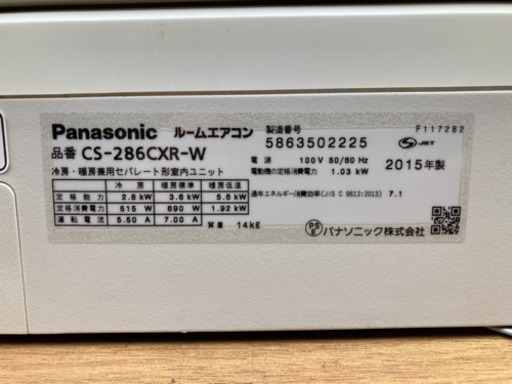 Panasonic ルームエアコン
製造番号
5863502225
F117282
品番 CS-286CXR-W
JET
冷房・暖房兼用セパレート形室内ユニット
電源 100V 50/60 Hz
電動機の定格消費電力 1.03 kW
2015年製
冷房 暖房標準 暖房低温
定格能力 2.8 kW 3.6 kW 5.6 kW
定格消費電力 515 W 690 W 1.92 kW
運転電流 5.50 A 7.00 A
通年エネルギー消費効率(JIS C 9612:2013) 7.1
質量 14kg
PS E パナソニック株式会社